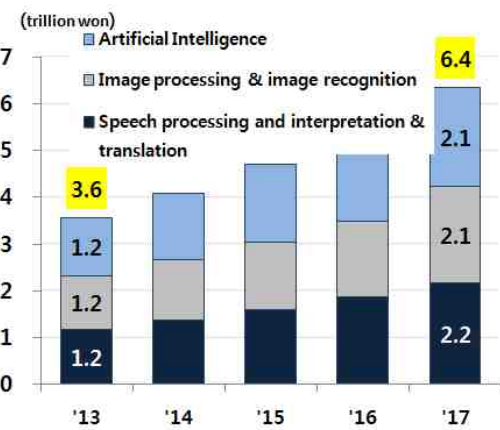 (trillion won)
Artificial Intelligence
Image processing & image recognition
Speech processing and interpretation &
translation
7
6
5
4
3
2
1
0
3.6
1.2
1.2
1.2
6.4
2.1
2.1
2.2
'13 '14 '15 '16 '17